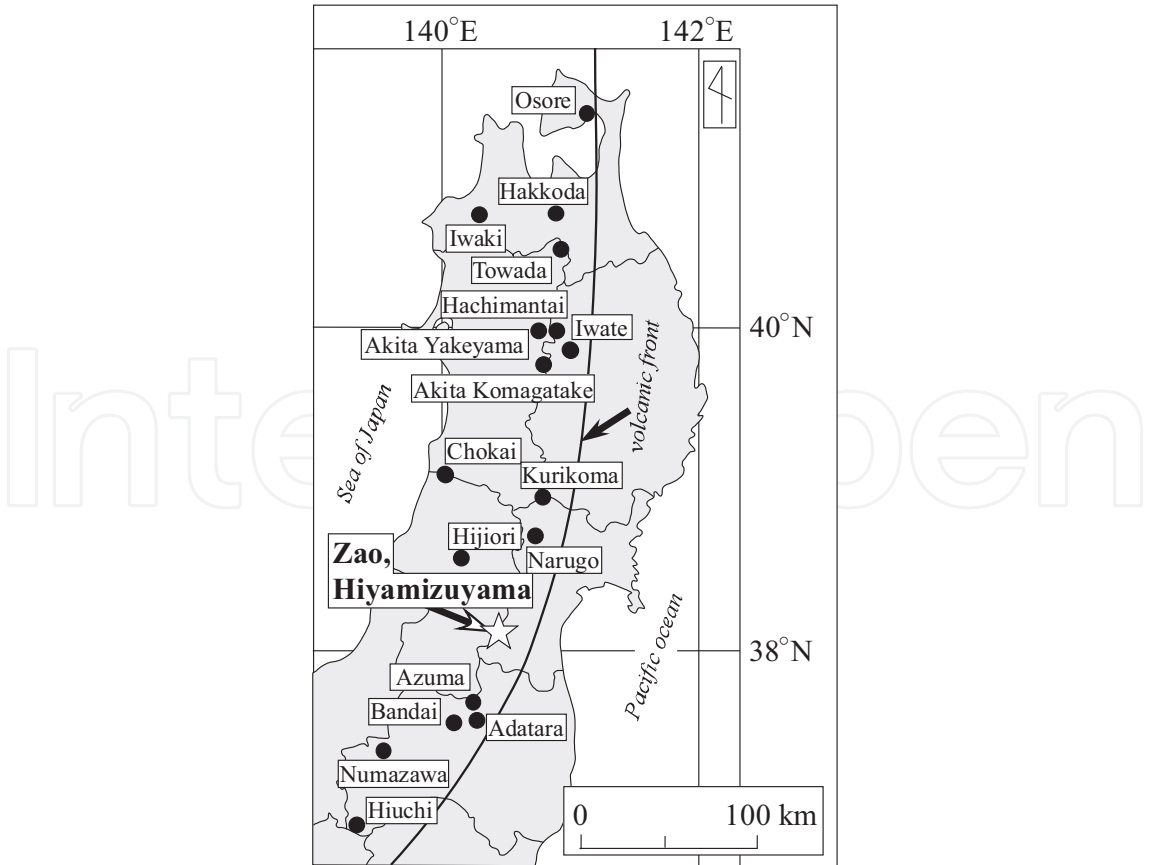 140°E
142°E
Osore
Hakkoda
Iwaki
Towada
Hachimantai
Iwate
40°N
Akita Yakeyama
Akita Komagatake
volcanic front
Sea of Japan
Chokai
Kurikoma
Hijiori
Narugo
Zao,
Hiyamizuyama
38°N
Pacific ocean
Azuma
Bandai
Adatara
Numazawa
Hiuchi
0
100 km